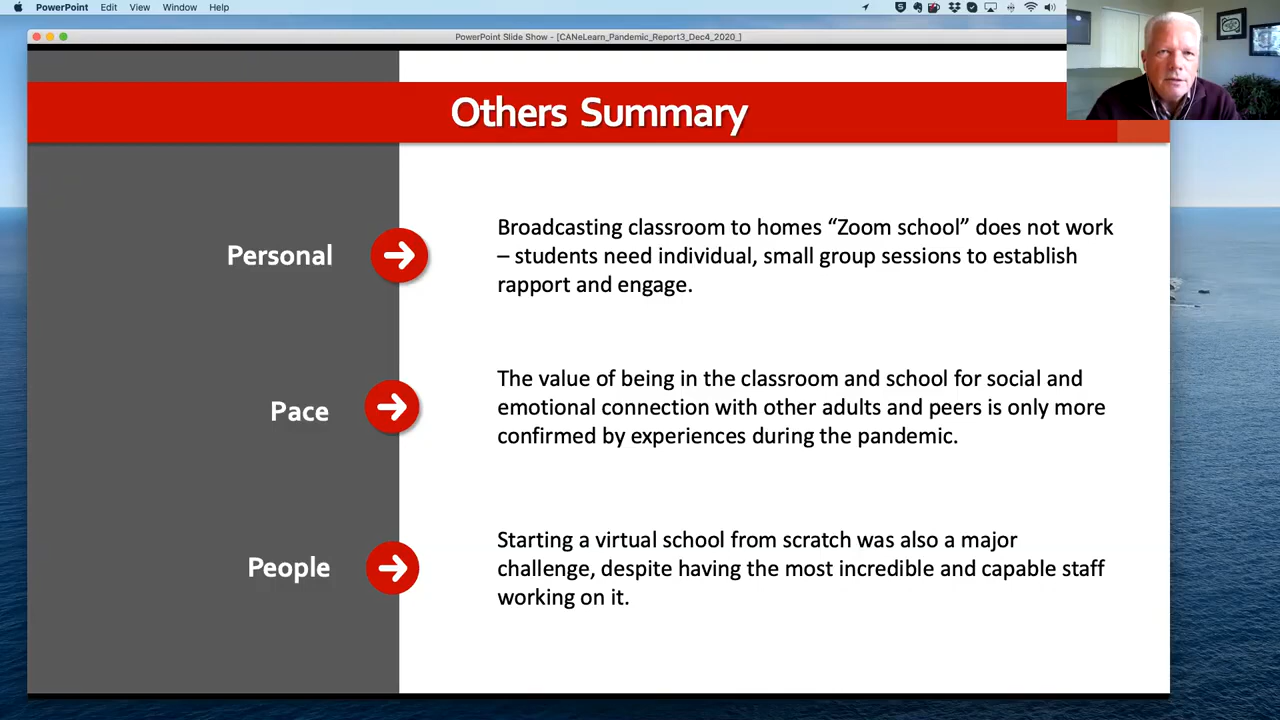 PowerPoint File Edit View Window Help
PowerPoint Slide Show - [CANeLearn_Pandemic_Report3_Dec4_2020_]
Others Summary
Personal
Broadcasting classroom to homes “Zoom school” does not work
– students need individual, small group sessions to establish
rapport and engage.
Pace
The value of being in the classroom and school for social and
emotional connection with other adults and peers is only more
confirmed by experiences during the pandemic.
People
Starting a virtual school from scratch was also a major
challenge, despite having the most incredible and capable staff
working on it.